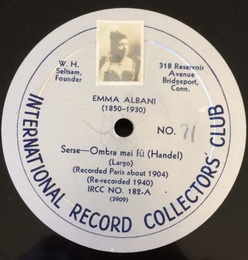 W. H.
Seltsam,
Founder
318 Reservoir
Avenue
Bridgeport,
Conn.
EMMA ALBANI
(1850-1930)
NO. 71
Serse—Ombra mai fù (Handel)
(Largo)
(Recorded Paris about 1904)
(Re-recorded 1940)
IRCC NO. 182-A
(3909)
INTERNATIONAL RECORD COLLECTORS' CLUB